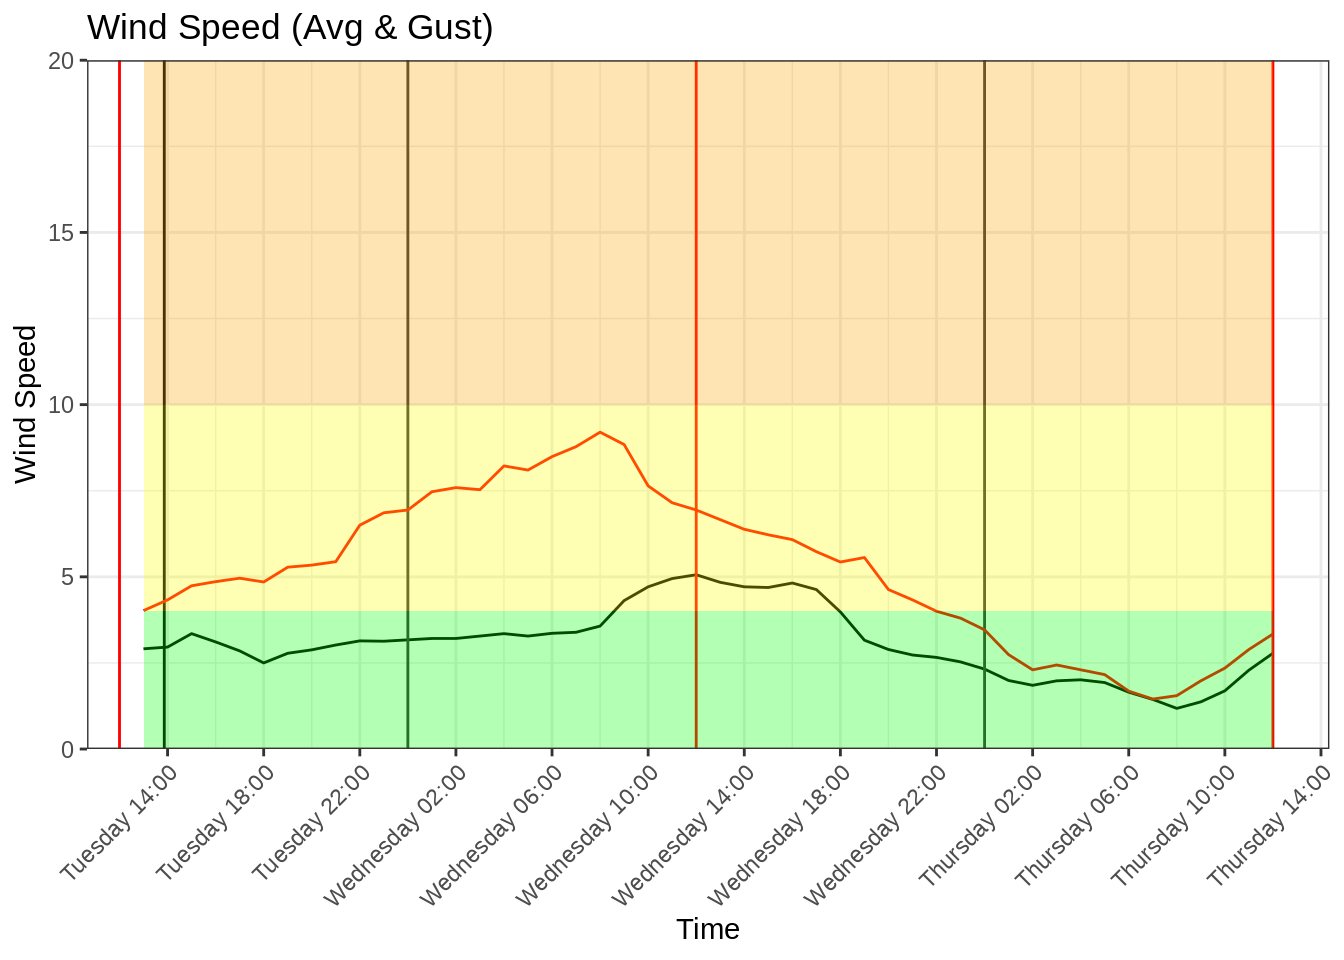 Wind Speed (Avg & Gust)
Wind Speed
20
15
10
5
0
Tuesday 14:00
Tuesday 18:00
Tuesday 22:00
Wednesday 02:00
Wednesday 06:00
Wednesday 10:00
Wednesday 14:00
Wednesday 18:00
Wednesday 22:00
Thursday 02:00
Thursday 06:00
Thursday 10:00
Thursday 14:00
Time